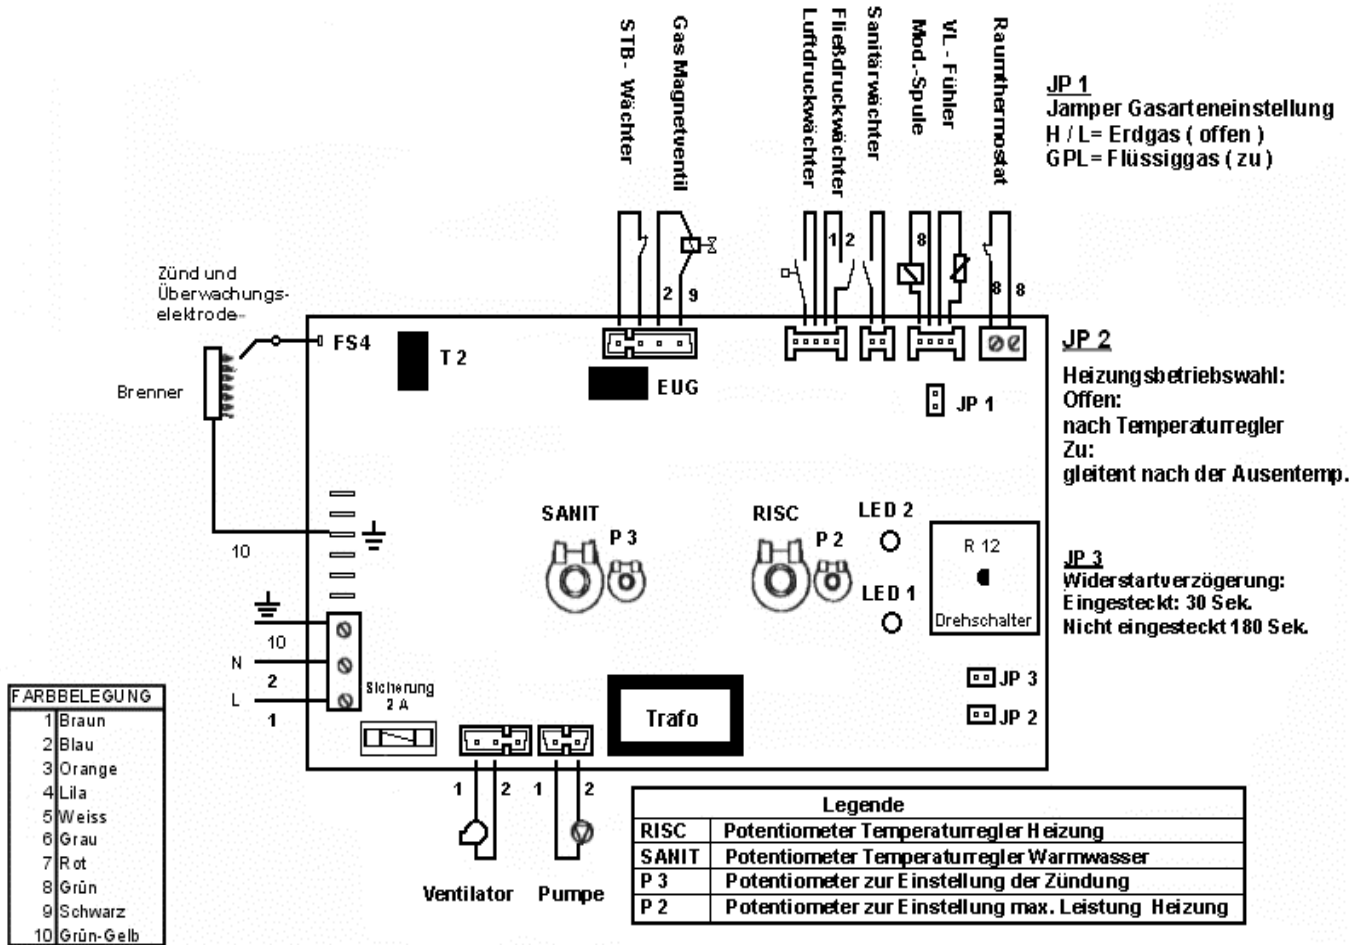 STB - Wächter
Gas Magnetventil
Luftdruckwächter
Fließdruckwächter
Sanitärwächter
Mod.-Spule
VL - Fühler
Raumthermostat
JP 1
Jamper Gasarteneinstellung
H / L= Erdgas ( offen )
GPL= Flüssiggas ( zu )
2
9
1
2
8
8
8
Zünd und
Überwachungs-
elektrode-
Brenner
FS4
T 2
EUG
JP 1
JP 2
Heizungsbetriebswahl:
Offen:
nach Temperaturregler
Zu:
gleitent nach der Ausentemp.
SANIT
P 3
RISC
P 2
LED 2
LED 1
R 12
Drehschalter
JP 3
Widerstartverzögerung:
Eingesteckt: 30 Sek.
Nicht eingesteckt 180 Sek.
10
10
N
2
L
1
Sicherung
2 A
Trafo
JP 3
JP 2
1
2
1
2
Ventilator
Pumpe
FARBBELEGUNG
1 Braun
2 Blau
3 Orange
4 Lila
5 Weiss
6 Grau
7 Rot
8 Grün
9 Schwarz
10 Grün-Gelb
Legende
RISC Potentiometer Temperaturregler Heizung
SANIT Potentiometer Temperaturregler Warmwasser
P 3 Potentiometer zur Einstellung der Zündung
P 2 Potentiometer zur Einstellung max. Leistung Heizung